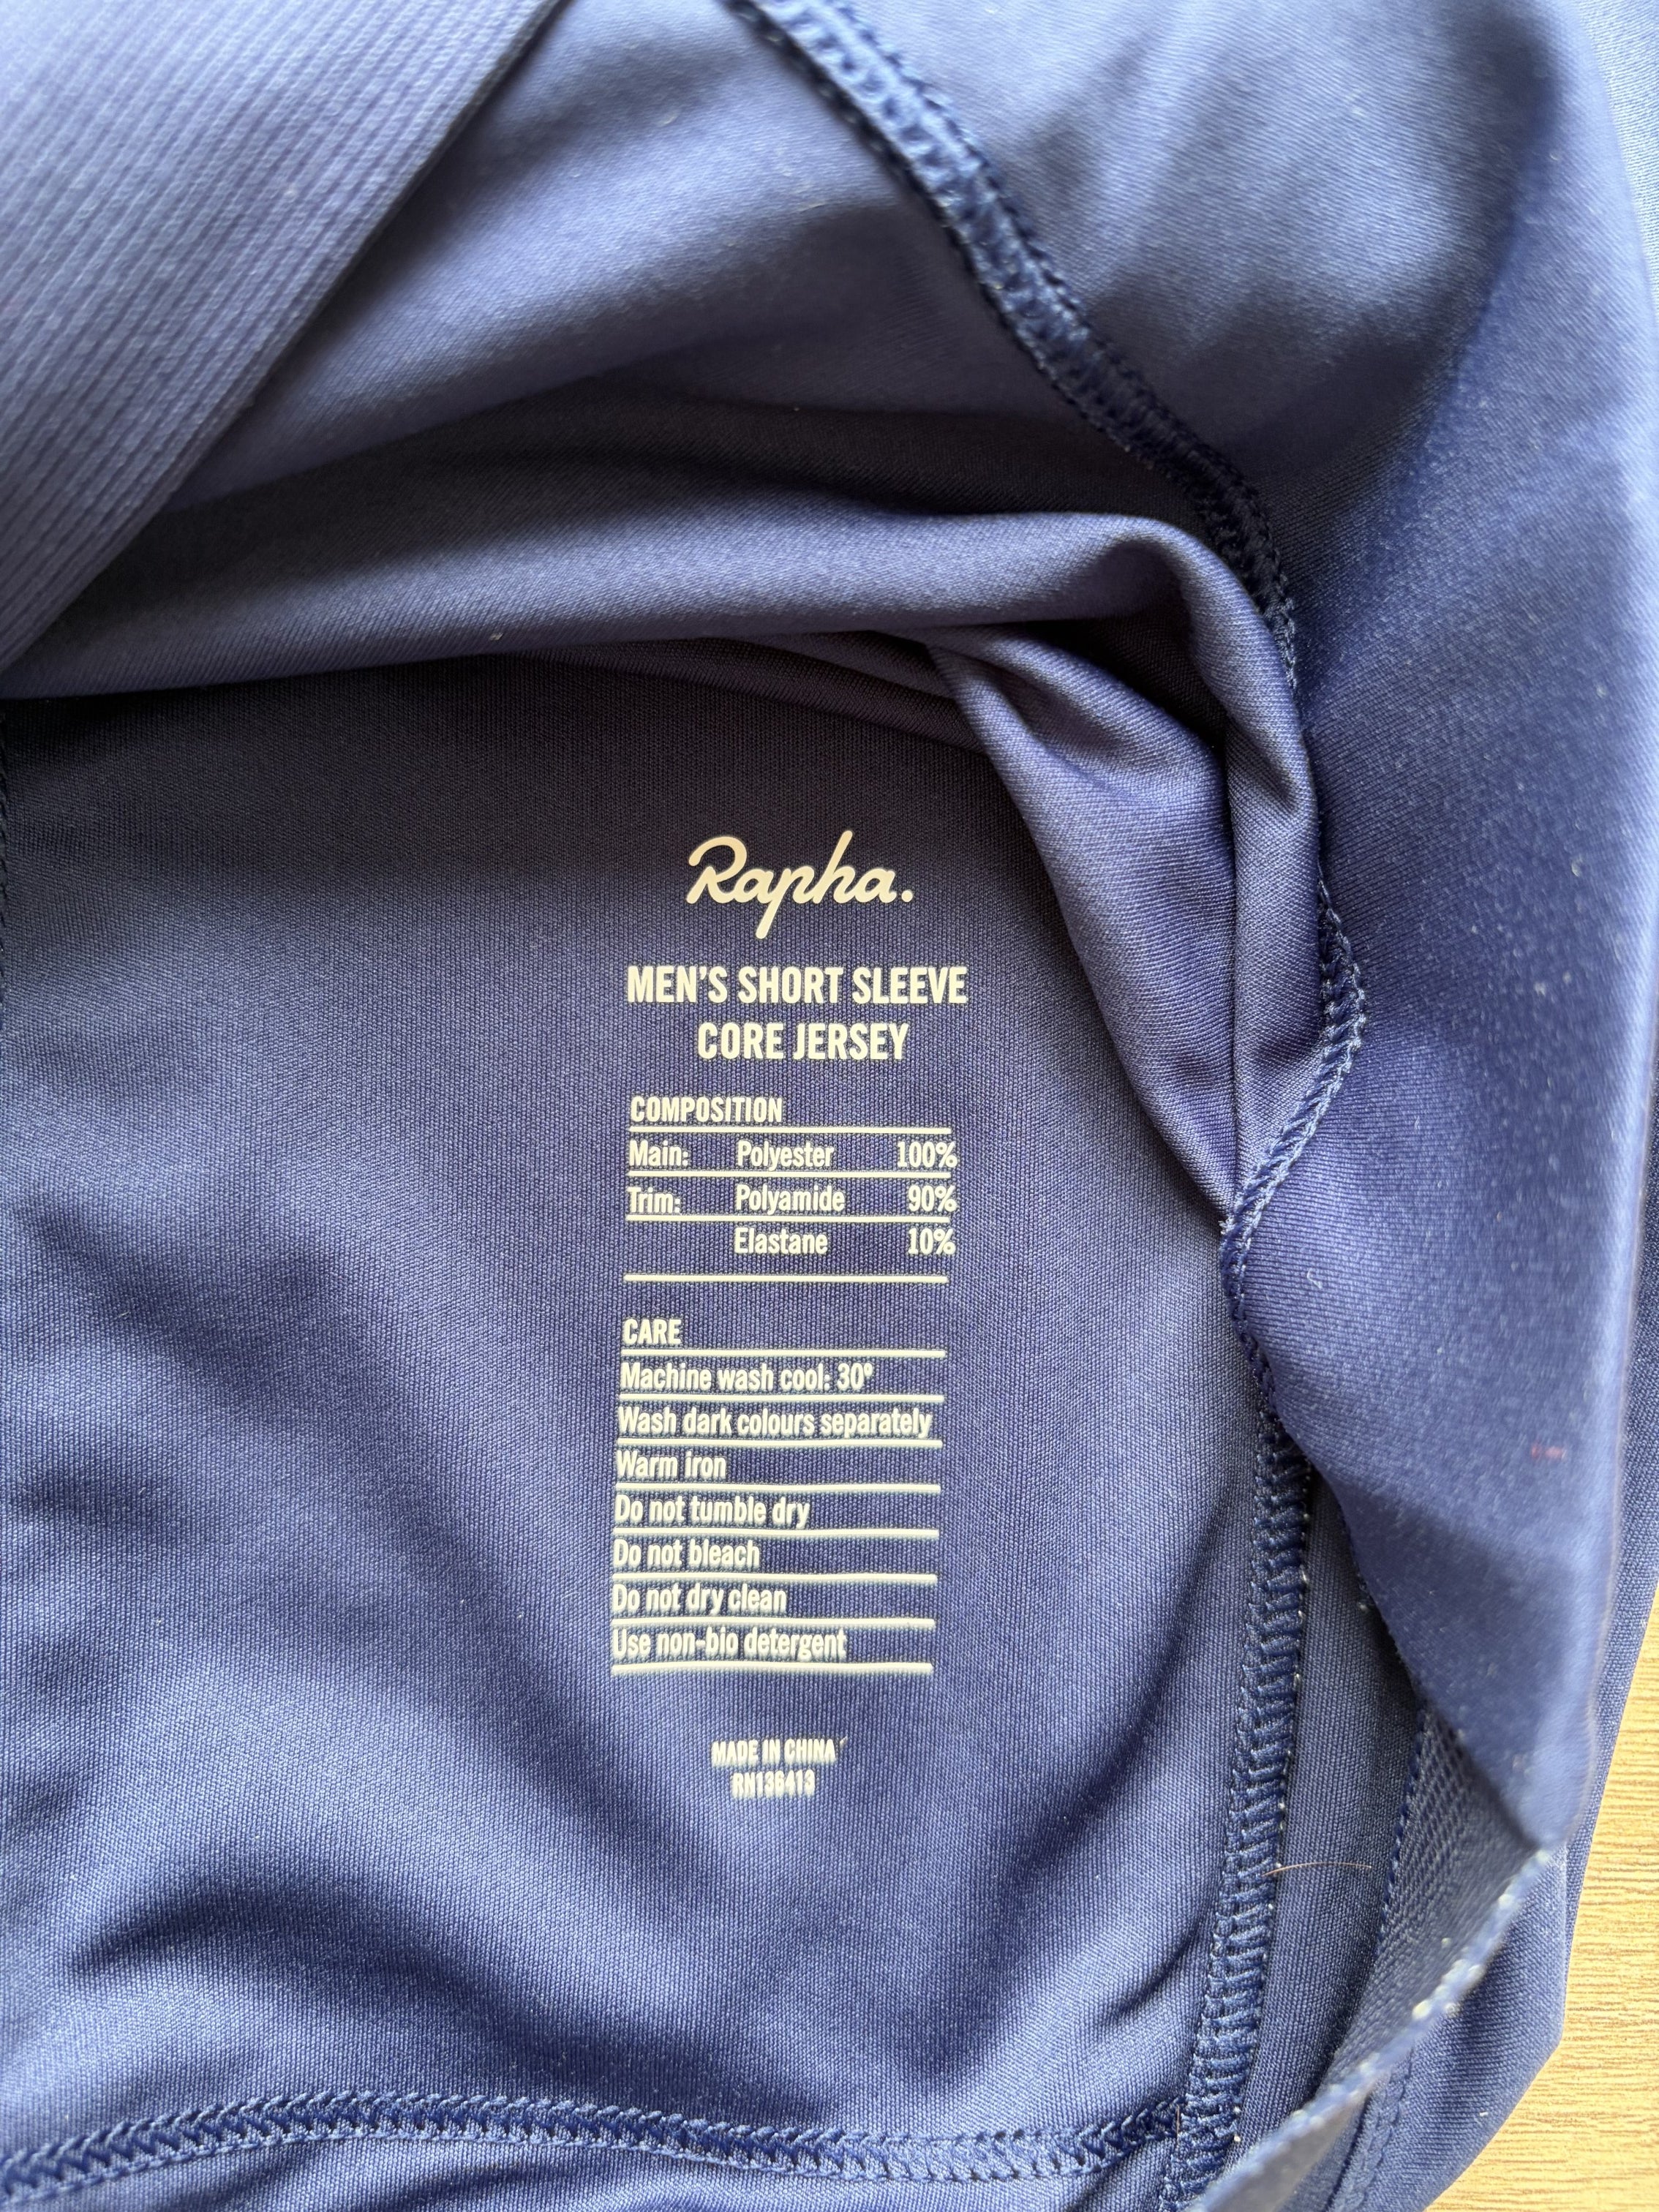 Rapha.
MEN'S SHORT SLEEVE
CORE JERSEY
COMPOSITION
Main: Polyester 100%
Trim: Polyamide 90%
Elastane 10%
CARE
Machine wash cool: 30°
Wash dark colours separately
Warm iron
Do not tumble dry
Do not bleach
Do not dry clean
Use non-bio detergent
MADE IN CHINA
RN136413